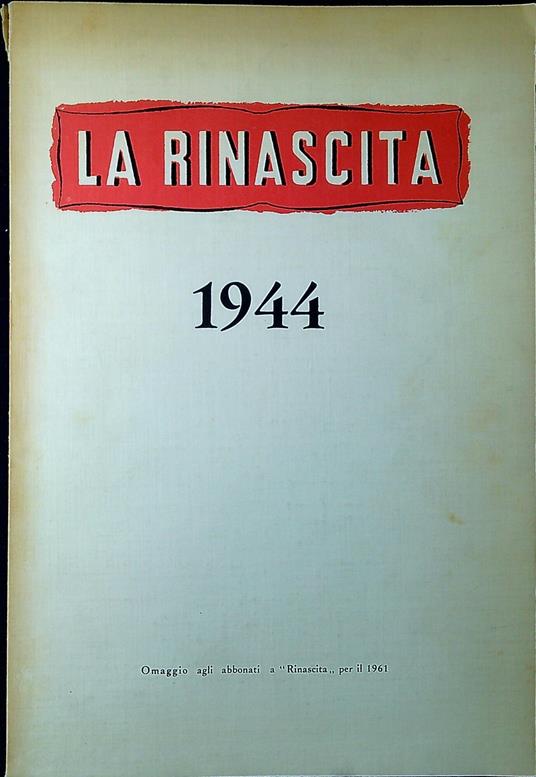 LA RINASCITA
1944
Omaggio agli abbonati a "Rinascita„ per il 1961